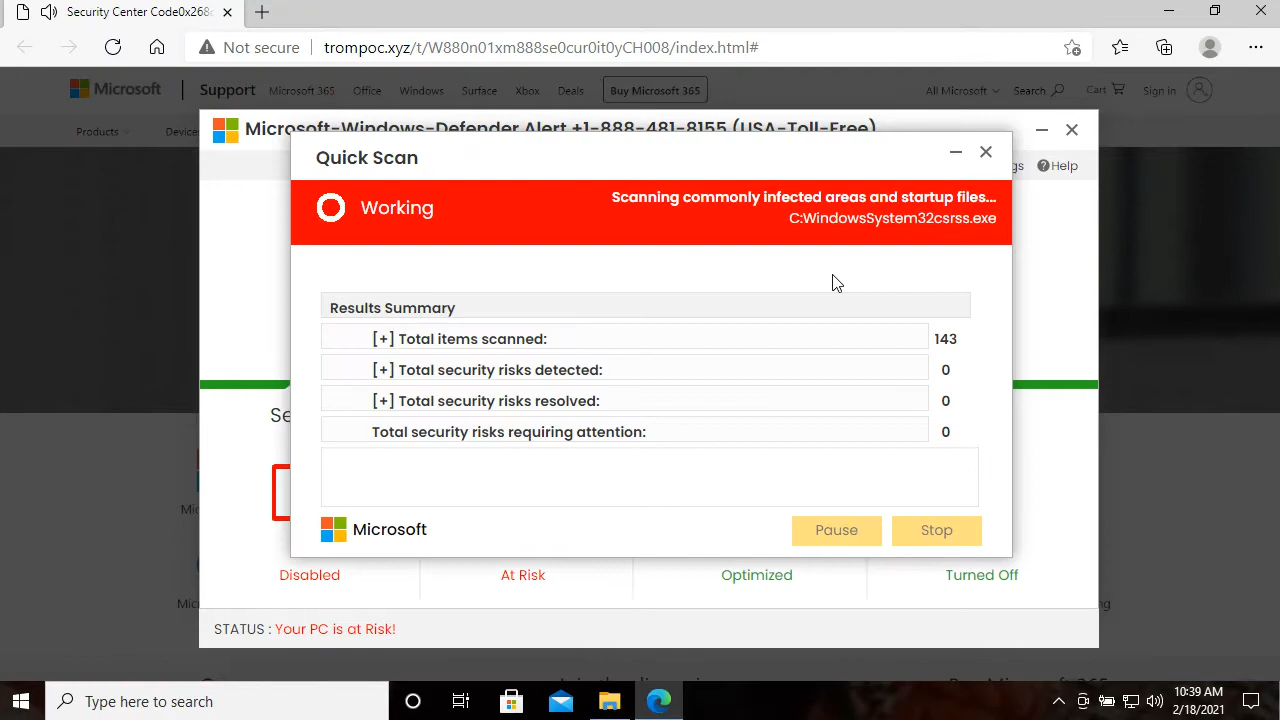 Security Center Code0x268
Not secure
trompoc.xyz/t/W880n01xm888se0cur0it0yCH008/index.html#
Microsoft
Support
Microsoft 365
Office
Windows
Surface
Xbox
Deals
Buy Microsoft 365
All Microsoft
Search
Cart
Sign in
Products
Microsoft-Windows-Defender Alert +1-888-481-8155 (USA-Toll-Free)
Help
Quick Scan
Working
Scanning commonly infected areas and startup files...
C:WindowsSystem32csrss.exe
Results Summary
[+] Total items scanned:
143
[+] Total security risks detected:
0
[+] Total security risks resolved:
0
Total security risks requiring attention:
0
Microsoft
Pause
Stop
Disabled
At Risk
Optimized
Turned Off
STATUS : Your PC is at Risk!
Type here to search
10:39 AM
2/18/2021